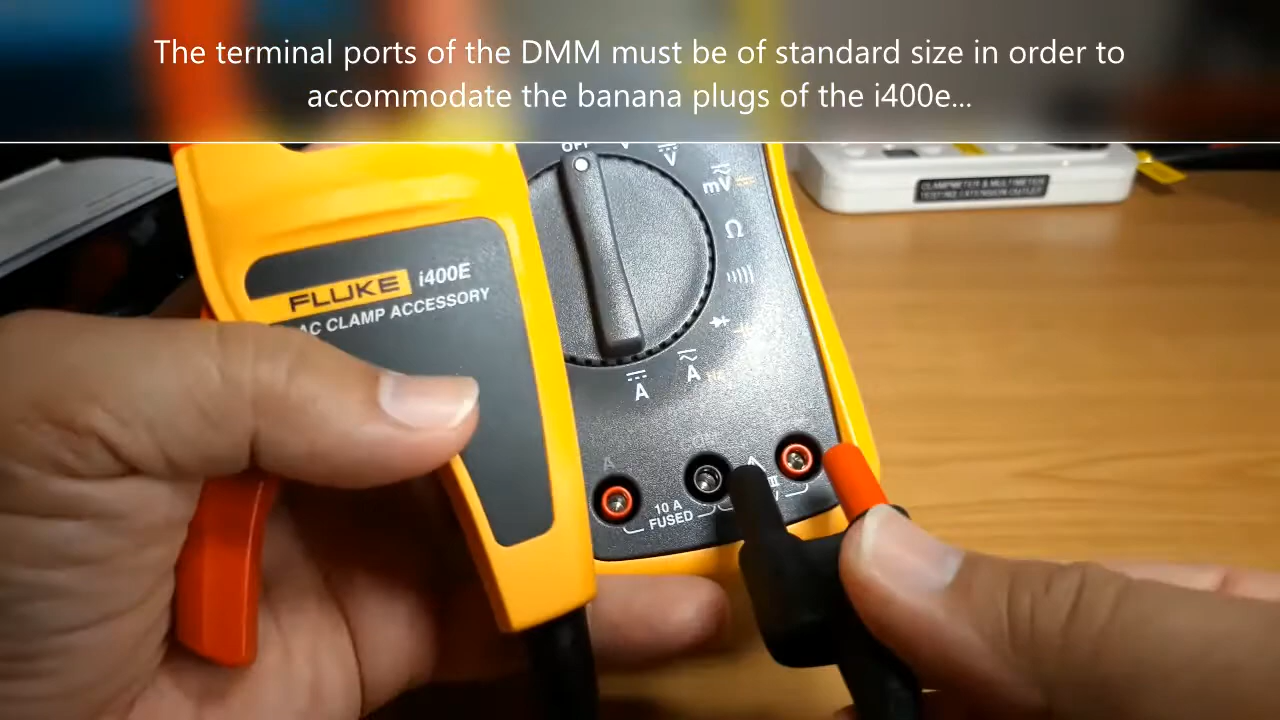 The terminal ports of the DMM must be of standard size in order to
accommodate the banana plugs of the i400e...
OFF
V
mV
Ω
CLAMPMETER & MULTIMETER
TESTING EXTENSION OUTLET
FLUKE i400E
AC CLAMP ACCESSORY
A
A
A
10 A
FUSED